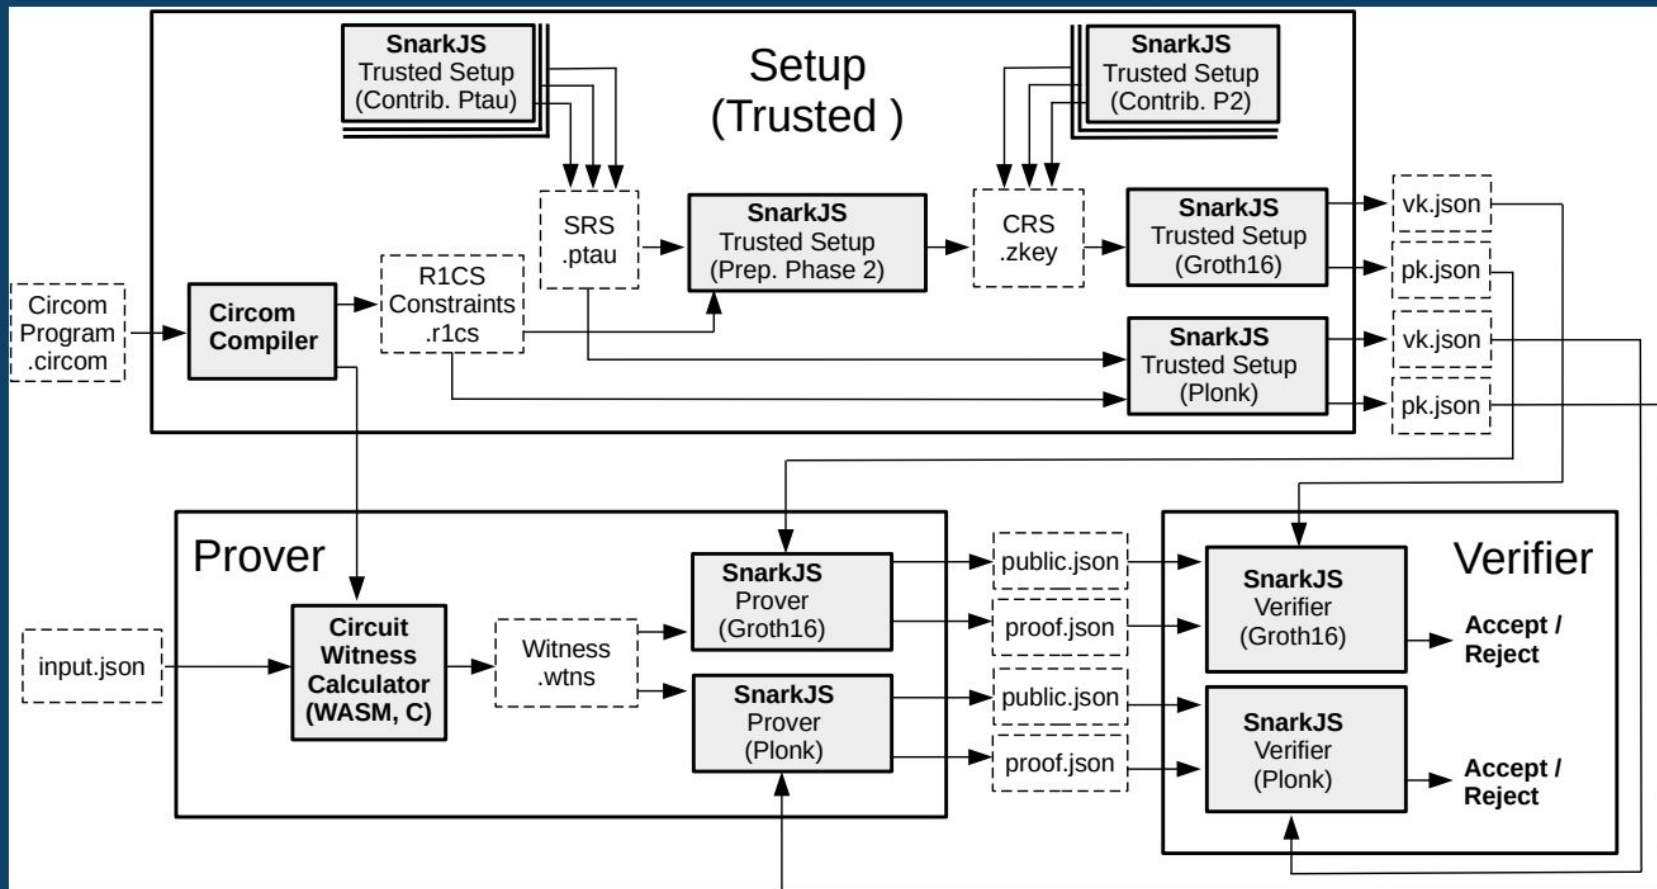 SnarkJS
Trusted Setup
(Contrib. Ptau)
Setup
(Trusted )
SnarkJS
Trusted Setup
(Contrib. P2)
SRS
.ptau
SnarkJS
Trusted Setup
(Prep. Phase 2)
CRS
.zkey
SnarkJS
Trusted Setup
(Groth16)
vk.json
pk.json
Circom
Program
.circom
Circom
Compiler
R1CS
Constraints
.r1cs
SnarkJS
Trusted Setup
(Plonk)
vk.json
pk.json
Prover
input.json
Circuit
Witness
Calculator
(WASM, C)
Witness
.wtns
SnarkJS
Prover
(Groth16)
SnarkJS
Prover
(Plonk)
public.json
proof.json
public.json
proof.json
Verifier
SnarkJS
Verifier
(Groth16)
Accept /
Reject
SnarkJS
Verifier
(Plonk)
Accept /
Reject